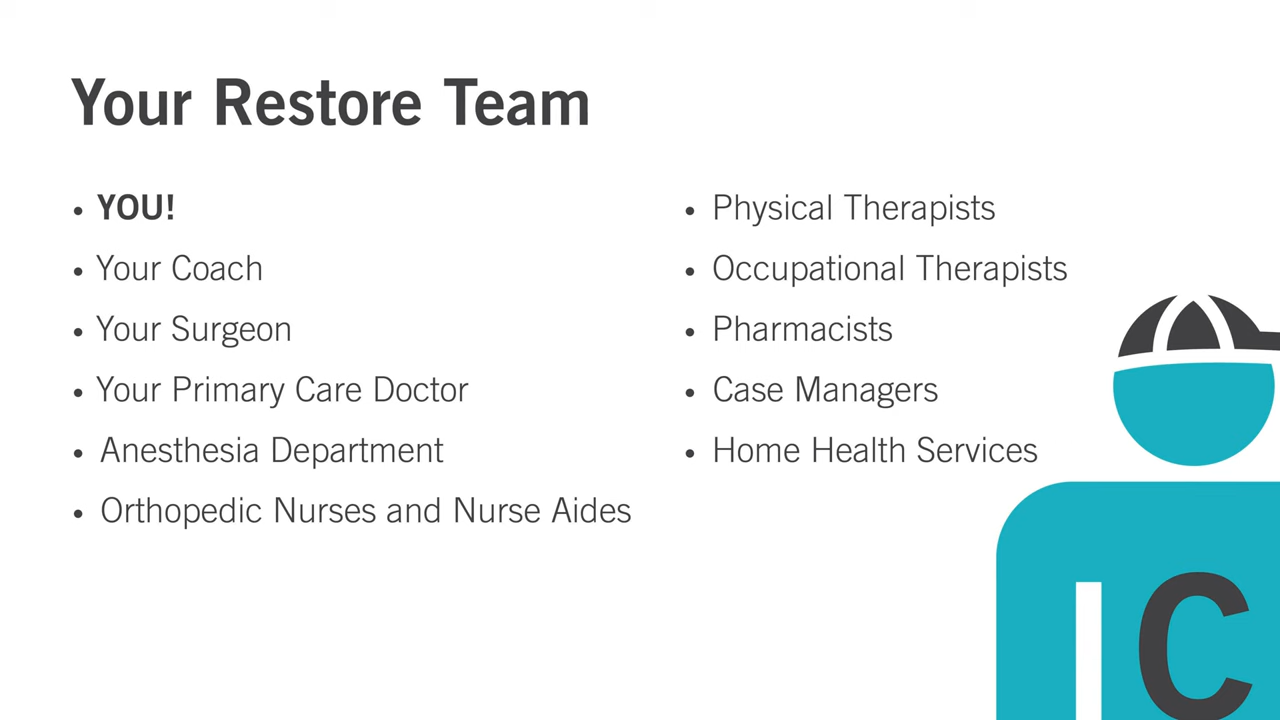 Your Restore Team
• YOU!
• Your Coach
• Your Surgeon
• Your Primary Care Doctor
• Anesthesia Department
• Orthopedic Nurses and Nurse Aides
• Physical Therapists
• Occupational Therapists
• Pharmacists
• Case Managers
• Home Health Services
C